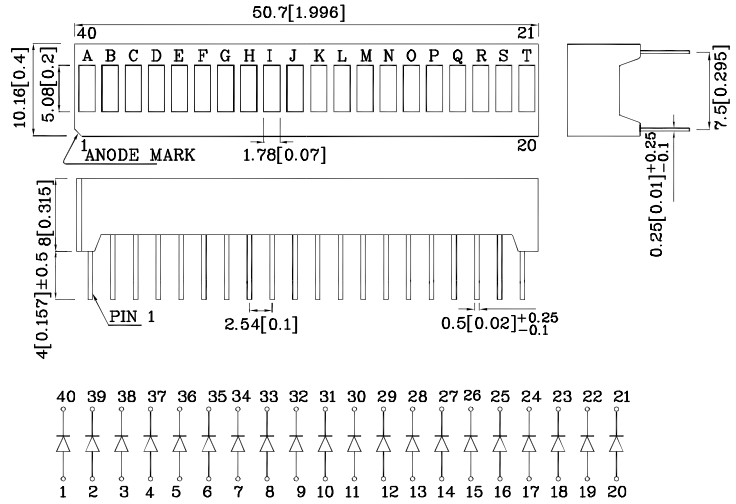 50.7[1.996]
40 21
A B C D E F G H I J K L M N O P Q R S T
10.16[0.4]
5.08[0.2]
1 20
ANODE MARK
1.78[0.07]
7.5[0.295]
0.25[0.01]+0.25-0.1
8[0.315]
4[0.157]±0.5
PIN 1
2.54[0.1]
0.5[0.02]+0.25-0.1
40 39 38 37 36 35 34 33 32 31 30 29 28 27 26 25 24 23 22 21
1 2 3 4 5 6 7 8 9 10 11 12 13 14 15 16 17 18 19 20